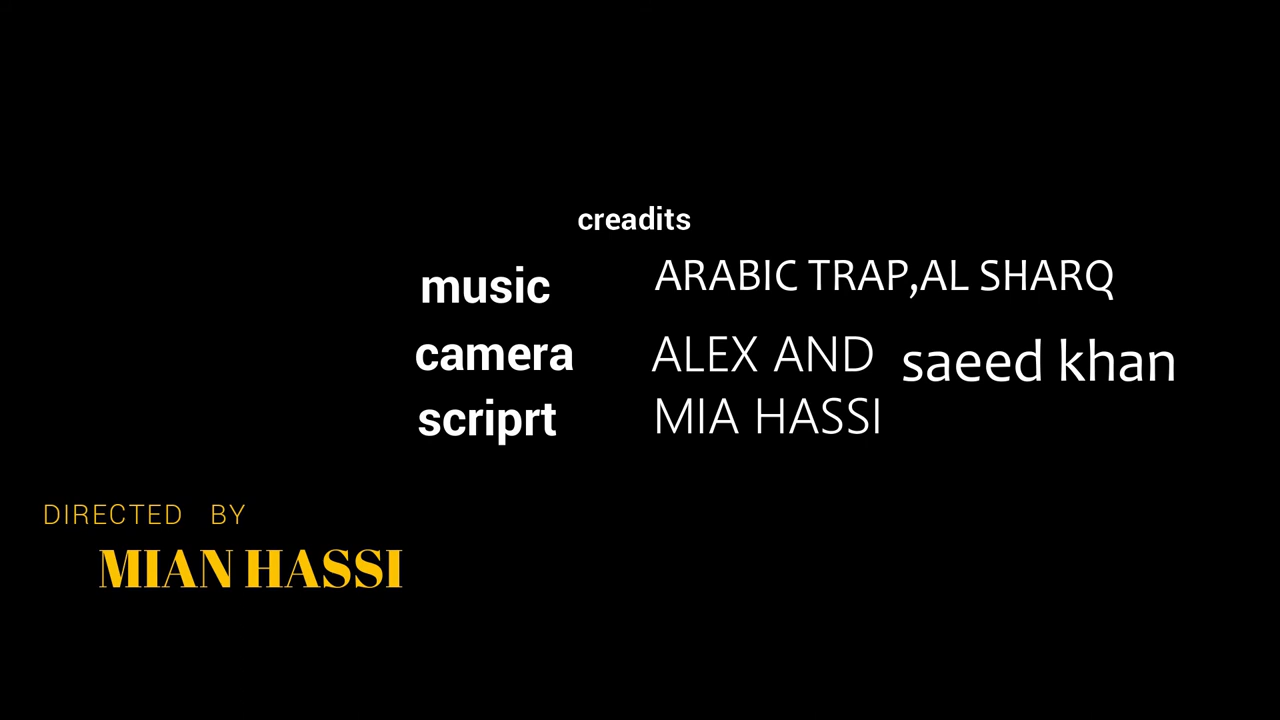 creadits
music ARABIC TRAP,AL SHARQ
camera ALEX AND saeed khan
scriprt MIA HASSI
DIRECTED BY
MIAN HASSI